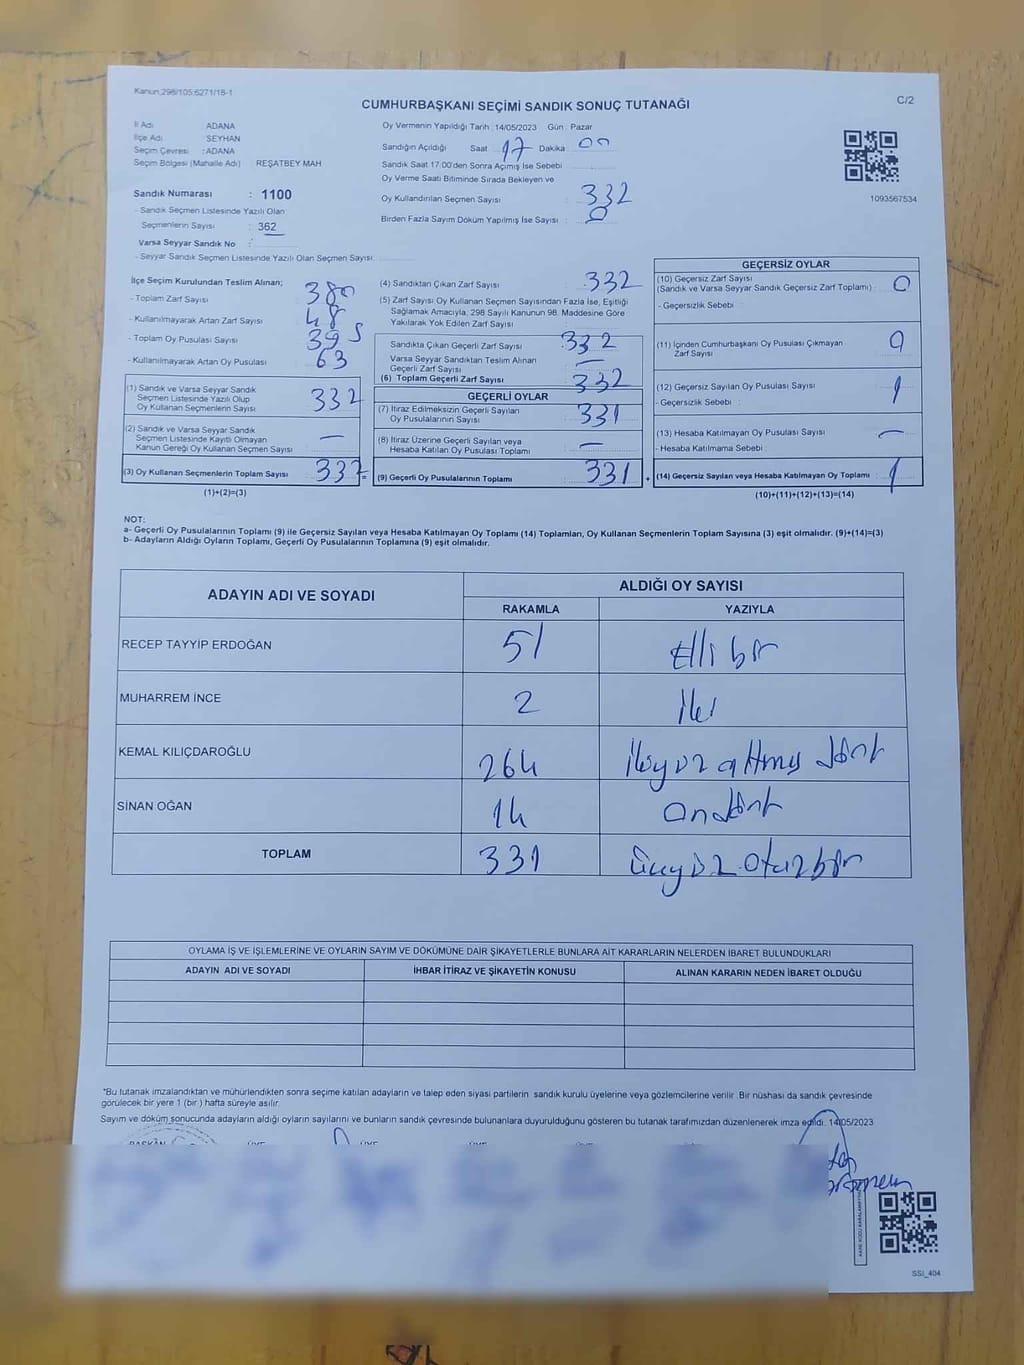 Kanun,298/105;6271/18-1
CUMHURBAŞKANI SEÇİMİ SANDIK SONUÇ TUTANAĞI
C/2
İl Adı : ADANA
İlçe Adı : SEYHAN
Seçim Çevresi : ADANA
Seçim Bölgesi (Mahalle Adı) REŞATBEY MAH
Sandık Numarası : 1100
- Sandık Seçmen Listesinde Yazılı Olan
Seçmenlerin Sayısı : 362
Varsa Seyyar Sandık No :
- Seyyar Sandık Seçmen Listesinde Yazılı Olan Seçmen Sayısı:
Oy Vermenin Yapıldığı Tarih :14/05/2023 Gün : Pazar
Sandığın Açıldığı Saat 17 Dakika : 00
Sandık Saat 17:00'den Sonra Açmış İse Sebebi
Oy Verme Saati Bitiminde Sırada Bekleyen ve
Oy Kullandırılan Seçmen Sayısı : 332
Birden Fazla Sayım Döküm Yapılmış İse Sayısı : 0
1093567534
İlçe Seçim Kurulundan Teslim Alınan;
- Toplam Zarf Sayısı : 380
- Kullanılmayarak Artan Zarf Sayısı : 48
- Toplam Oy Pusulası Sayısı : 395
- Kullanılmayarak Artan Oy Pusulası : 63
(1) Sandık ve Varsa Seyyar Sandık
Seçmen Listesinde Yazılı Olup
Oy Kullanan Seçmenlerin Sayısı : 332
(2) Sandık ve Varsa Seyyar Sandık
Seçmen Listesinde Kayıtlı Olmayan
Kanun Gereği Oy Kullanan Seçmen Sayısı : —
(3) Oy Kullanan Seçmenlerin Toplam Sayısı : 332
(1)+(2)=(3)
(4) Sandıktan Çıkan Zarf Sayısı : 332
(5) Zarf Sayısı Oy Kullanan Seçmen Sayısından Fazla İse, Eşitliği
Sağlamak Amacıyla, 298 Sayılı Kanunun 98. Maddesine Göre
Yakılarak Yok Edilen Zarf Sayısı :
Sandıkta Çıkan Geçerli Zarf Sayısı : 332
Varsa Seyyar Sandıktan Teslim Alınan
Geçerli Zarf Sayısı : —
(6) Toplam Geçerli Zarf Sayısı : 332
GEÇERLİ OYLAR
(7) İtiraz Edilmeksizin Geçerli Sayılan
Oy Pusulalarının Sayısı : 331
(8) İtiraz Üzerine Geçerli Sayılan veya
Hesaba Katılan Oy Pusulası Toplamı : —
= (9) Geçerli Oy Pusulalarının Toplamı : 331
GEÇERSİZ OYLAR
(10) Geçersiz Zarf Sayısı
(Sandık ve Varsa Seyyar Sandık Geçersiz Zarf Toplamı) : 0
- Geçersizlik Sebebi :
(11) İçinden Cumhurbaşkanı Oy Pusulası Çıkmayan
Zarf Sayısı : 0
(12) Geçersiz Sayılan Oy Pusulası Sayısı : 1
- Geçersizlik Sebebi :
(13) Hesaba Katılmayan Oy Pusulası Sayısı : —
- Hesaba Katılmama Sebebi :
+ (14) Geçersiz Sayılan veya Hesaba Katılmayan Oy Toplamı : 1
(10)+(11)+(12)+(13)=(14)
NOT:
a- Geçerli Oy Pusulalarının Toplamı (9) ile Geçersiz Sayılan veya Hesaba Katılmayan Oy Toplamı (14) Toplamları, Oy Kullanan Seçmenlerin Toplam Sayısına (3) eşit olmalıdır. (9)+(14)=(3)
b- Adayların Aldığı Oyların Toplamı, Geçerli Oy Pusulalarının Toplamına (9) eşit olmalıdır.
ADAYIN ADI VE SOYADI ALDIĞI OY SAYISI
RAKAMLA YAZIYLA
RECEP TAYYİP ERDOĞAN 51 Elli bir
MUHARREM İNCE 2 iki
KEMAL KILIÇDAROĞLU 264 ikiyüz altmış dört
SİNAN OĞAN 14 Ondört
TOPLAM 331 üçyüz otuzbir
OYLAMA İŞ VE İŞLEMLERİNE VE OYLARIN SAYIM VE DÖKÜMÜNE DAİR ŞİKAYETLERLE BUNLARA AİT KARARLARIN NELERDEN İBARET BULUNDUKLARI
ADAYIN ADI VE SOYADI İHBAR İTİRAZ VE ŞİKAYETİN KONUSU ALINAN KARARIN NEDEN İBARET OLDUĞU
*Bu tutanak imzalandıktan ve mühürlendikten sonra seçime katılan adayların ve talep eden siyasi partilerin sandık kurulu üyelerine veya gözlemcilerine verilir. Bir nüshası da sandık çevresinde
görülecek bir yere 1 (bir ) hafta süreyle asılır.
Sayım ve döküm sonucunda adayların aldığı oyların sayılarını ve bunların sandık çevresinde bulunanlara duyurulduğunu gösteren bu tutanak tarafımızdan düzenlenerek imza edildi. 14/05/2023
BAŞKAN ÜYE ÜYE ÜYE ÜYE
SSI_404